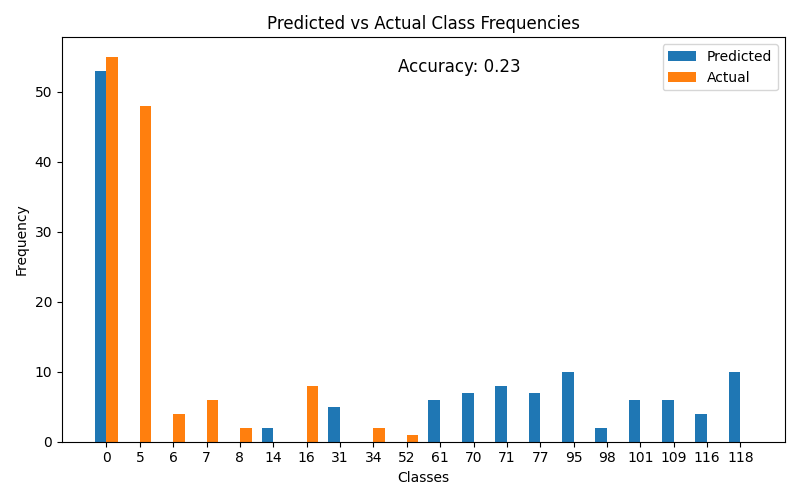 Predicted vs Actual Class Frequencies
Accuracy: 0.23
Predicted
Actual
Frequency
50
40
30
20
10
0
0 5 6 7 8 14 16 31 34 52 61 70 71 77 95 98 101 109 116 118
Classes